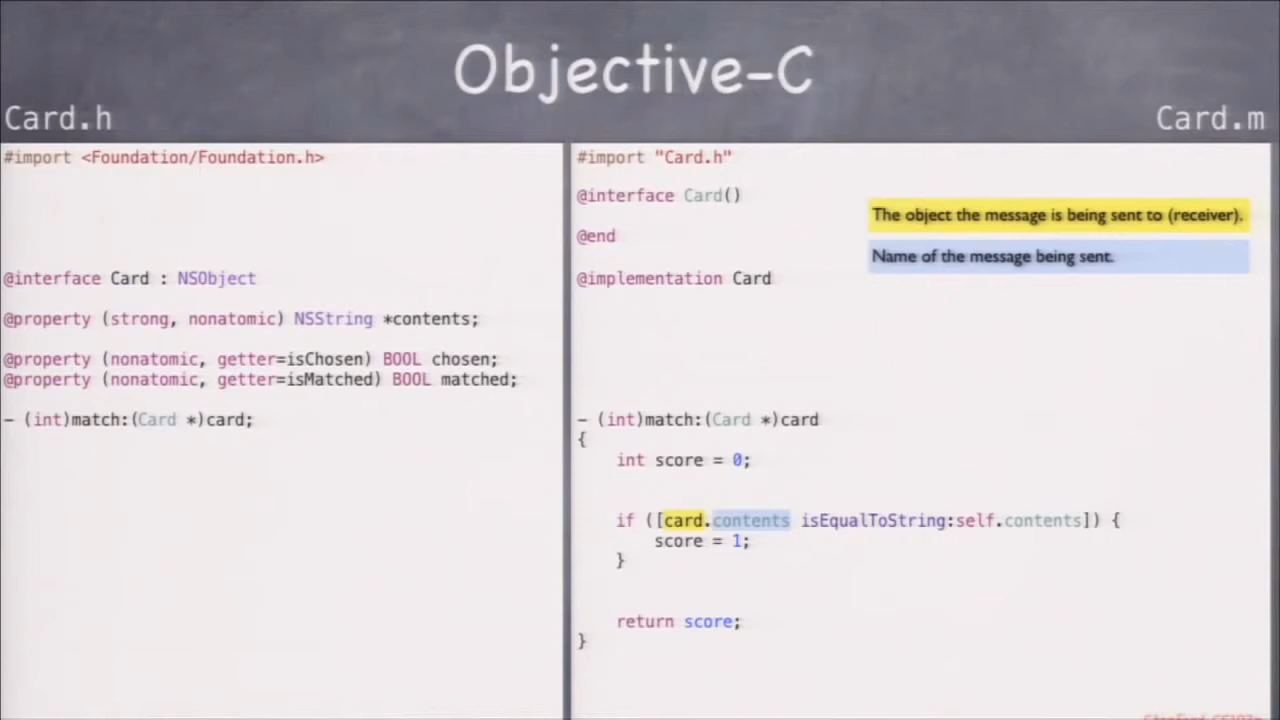 Objective-C
Card.h
Card.m
#import <Foundation/Foundation.h>
@interface Card : NSObject
@property (strong, nonatomic) NSString *contents;
@property (nonatomic, getter=isChosen) BOOL chosen;
@property (nonatomic, getter=isMatched) BOOL matched;
- (int)match:(Card *)card;
#import "Card.h"
@interface Card()
@end
@implementation Card
- (int)match:(Card *)card
{
int score = 0;
if ([card.contents isEqualToString:self.contents]) {
score = 1;
}
return score;
}
The object the message is being sent to (receiver).
Name of the message being sent.